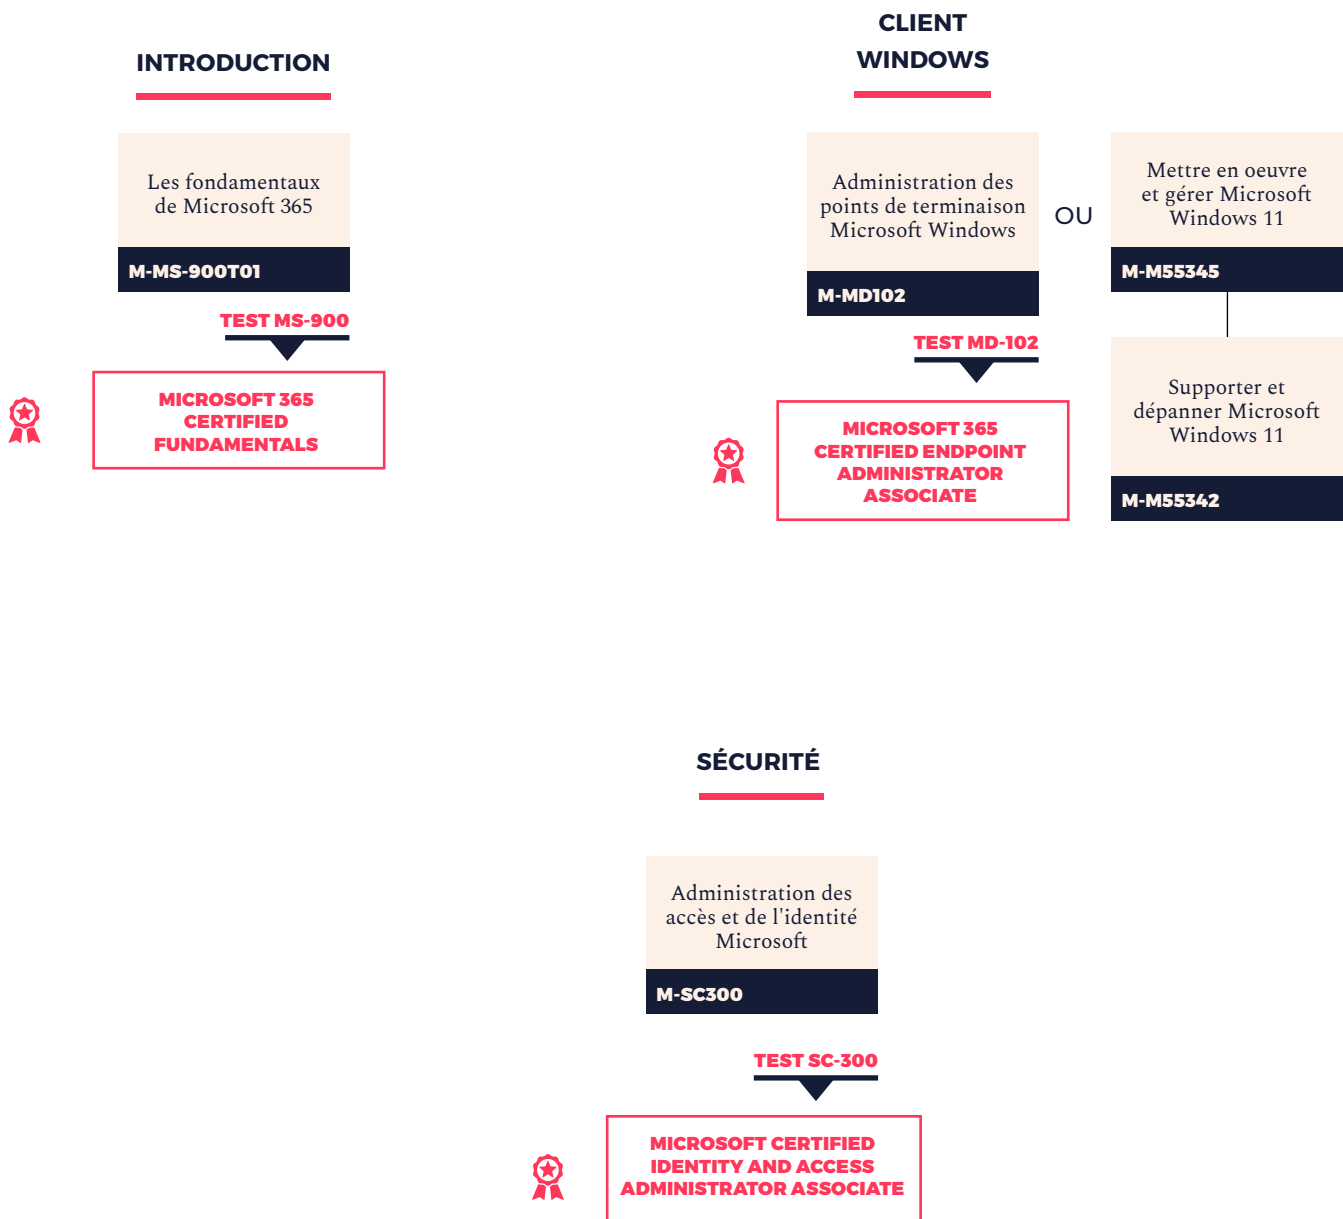 INTRODUCTION
Les fondamentaux
de Microsoft 365
M-MS-900T01
TEST MS-900
MICROSOFT 365
CERTIFIED
FUNDAMENTALS
CLIENT
WINDOWS
Administration des
points de terminaison
Microsoft Windows
M-MD102
TEST MD-102
MICROSOFT 365
CERTIFIED ENDPOINT
ADMINISTRATOR
ASSOCIATE
OU
Mettre en oeuvre
et gérer Microsoft
Windows 11
M-M55345
Supporter et
dépanner Microsoft
Windows 11
M-M55342
SÉCURITÉ
Administration des
accès et de l'identité
Microsoft
M-SC300
TEST SC-300
MICROSOFT CERTIFIED
IDENTITY AND ACCESS
ADMINISTRATOR ASSOCIATE